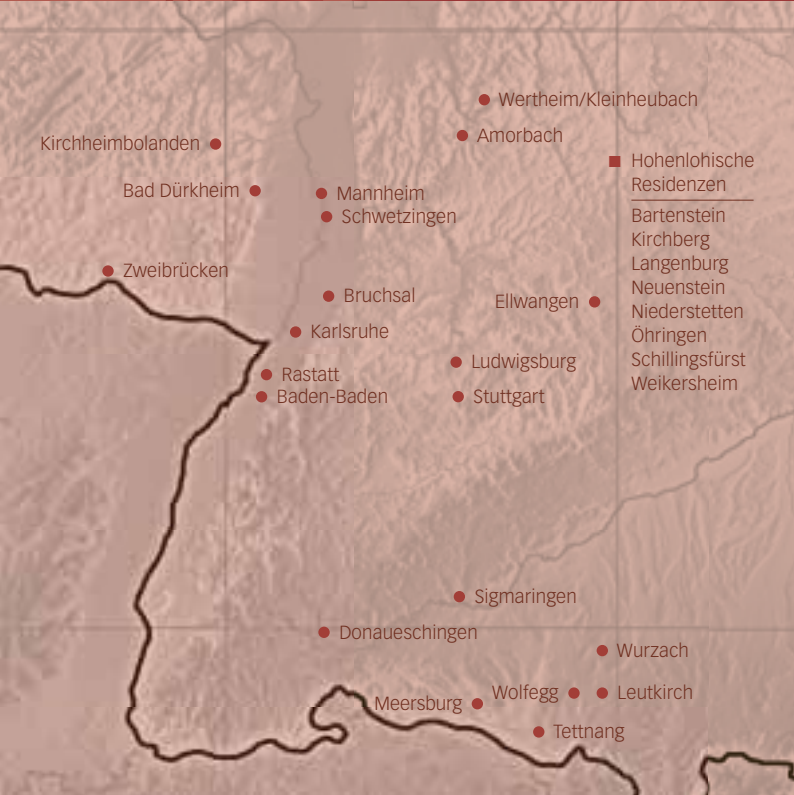 Wertheim/Kleinheubach
Amorbach
Kirchheimbolanden
Hohenlohische
Residenzen
Bad Dürkheim
Mannheim
Schwetzingen
Bartenstein
Kirchberg
Langenburg
Neuenstein
Niederstetten
Öhringen
Schillingsfürst
Weikersheim
Zweibrücken
Bruchsal
Ellwangen
Karlsruhe
Ludwigsburg
Rastatt
Baden-Baden
Stuttgart
Sigmaringen
Donaueschingen
Wurzach
Meersburg
Wolfegg
Leutkirch
Tettnang